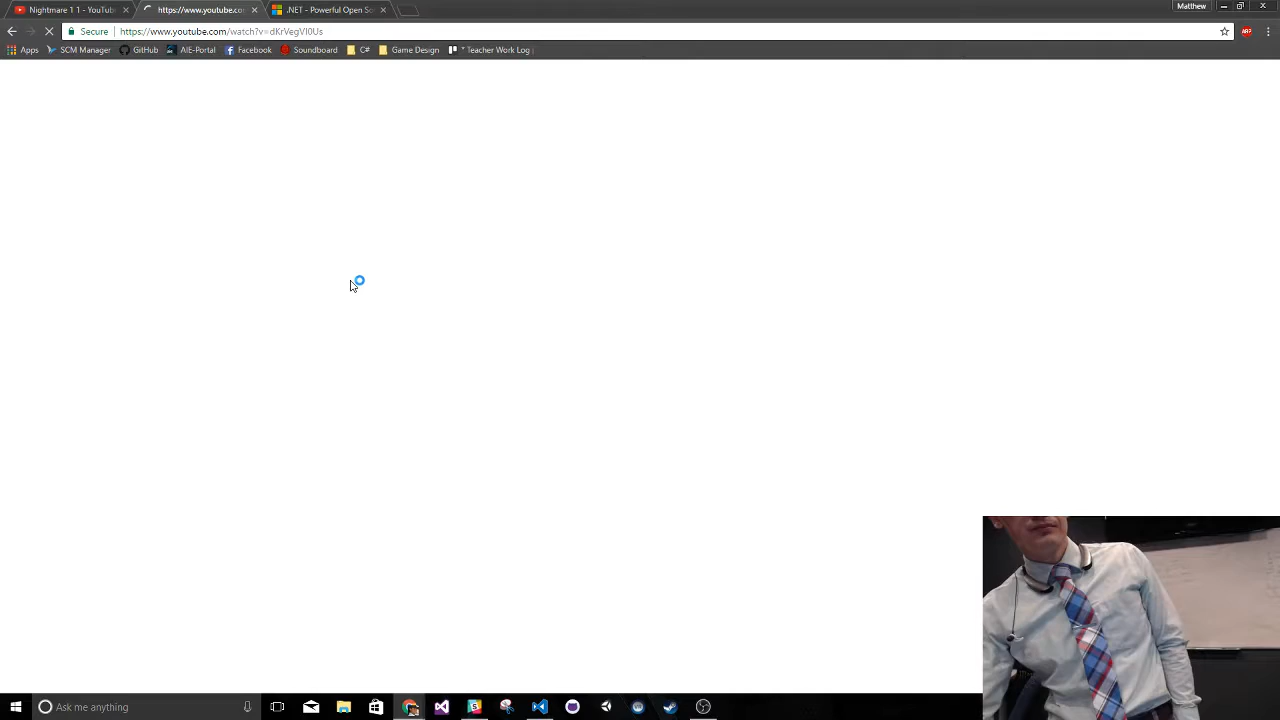 Nightmare 1 1 - YouTub
https://www.youtube.co
.NET - Powerful Open So
Matthew
Secure
https://www.youtube.com/watch?v=dKrVegVI0Us
Apps
SCM Manager
GitHub
AIE-Portal
Facebook
Soundboard
C#
Game Design
* Teacher Work Log
Ask me anything